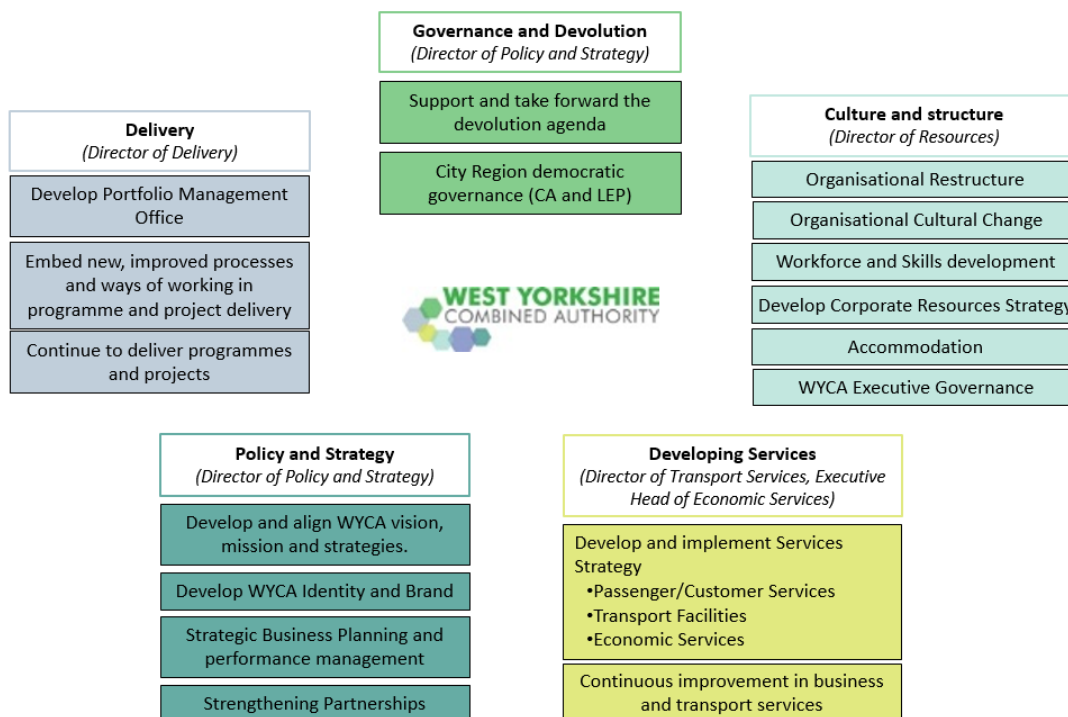 Governance and Devolution
(Director of Policy and Strategy)
Support and take forward the
devolution agenda
City Region democratic
governance (CA and LEP)
Delivery
(Director of Delivery)
Develop Portfolio Management
Office
Embed new, improved processes
and ways of working in
programme and project delivery
Continue to deliver programmes
and projects
Culture and structure
(Director of Resources)
Organisational Restructure
Organisational Cultural Change
Workforce and Skills development
Develop Corporate Resources Strategy
Accommodation
WYCA Executive Governance
WEST YORKSHIRE
COMBINED AUTHORITY
Policy and Strategy
(Director of Policy and Strategy)
Develop and align WYCA vision,
mission and strategies.
Develop WYCA Identity and Brand
Strategic Business Planning and
performance management
Strengthening Partnerships
Developing Services
(Director of Transport Services, Executive
Head of Economic Services)
Develop and implement Services
Strategy
•Passenger/Customer Services
•Transport Facilities
•Economic Services
Continuous improvement in business
and transport services